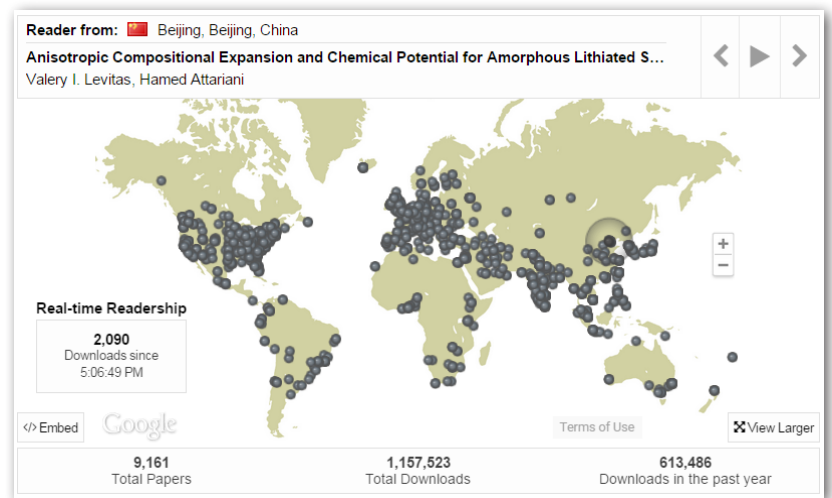 Reader from: Beijing, Beijing, China
Anisotropic Compositional Expansion and Chemical Potential for Amorphous Lithiated S...
Valery I. Levitas, Hamed Attariani
+
−
Real-time Readership
2,090
Downloads since
5:06:49 PM
</> Embed
Google
Terms of Use
View Larger
9,161
Total Papers
1,157,523
Total Downloads
613,486
Downloads in the past year